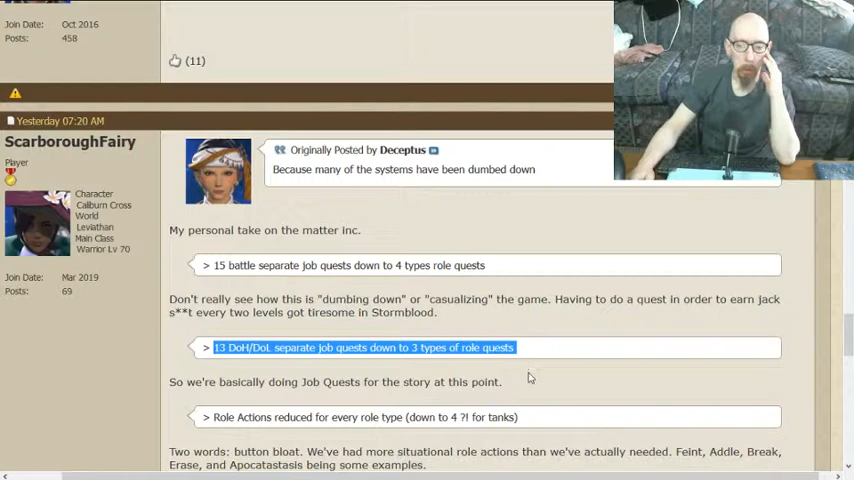 Join Date: Oct 2016
Posts: 458
(11)
Yesterday 07:20 AM
ScarboroughFairy
Player
Character
Caliburn Cross
World
Leviathan
Main Class
Warrior Lv 70
Join Date: Mar 2019
Posts: 69
Originally Posted by Deceptus
Because many of the systems have been dumbed down
My personal take on the matter inc.
> 15 battle separate job quests down to 4 types role quests
Don't really see how this is "dumbing down" or "casualizing" the game. Having to do a quest in order to earn jack
s**t every two levels got tiresome in Stormblood.
> 13 DoH/DoL separate job quests down to 3 types of role quests
So we're basically doing Job Quests for the story at this point.
> Role Actions reduced for every role type (down to 4 ?! for tanks)
Two words: button bloat. We've had more situational role actions than we've actually needed. Feint, Addle, Break,
Erase, and Apocatastasis being some examples.